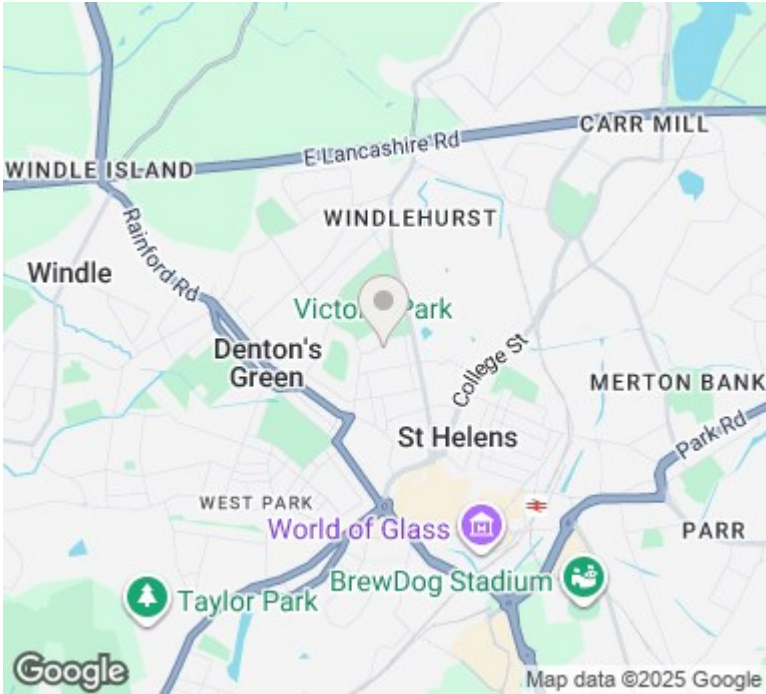 CARR MILL
E Lancashire Rd
WINDLE ISLAND
Rainford Rd
WINDLEHURST
Windle
Park
Denton's
Green
College St
MERTON BANK
St Helens
Park Rd
WEST PARK
World of Glass
PARR
BrewDog Stadium
Taylor Park
Google
Map data ©2025 Google